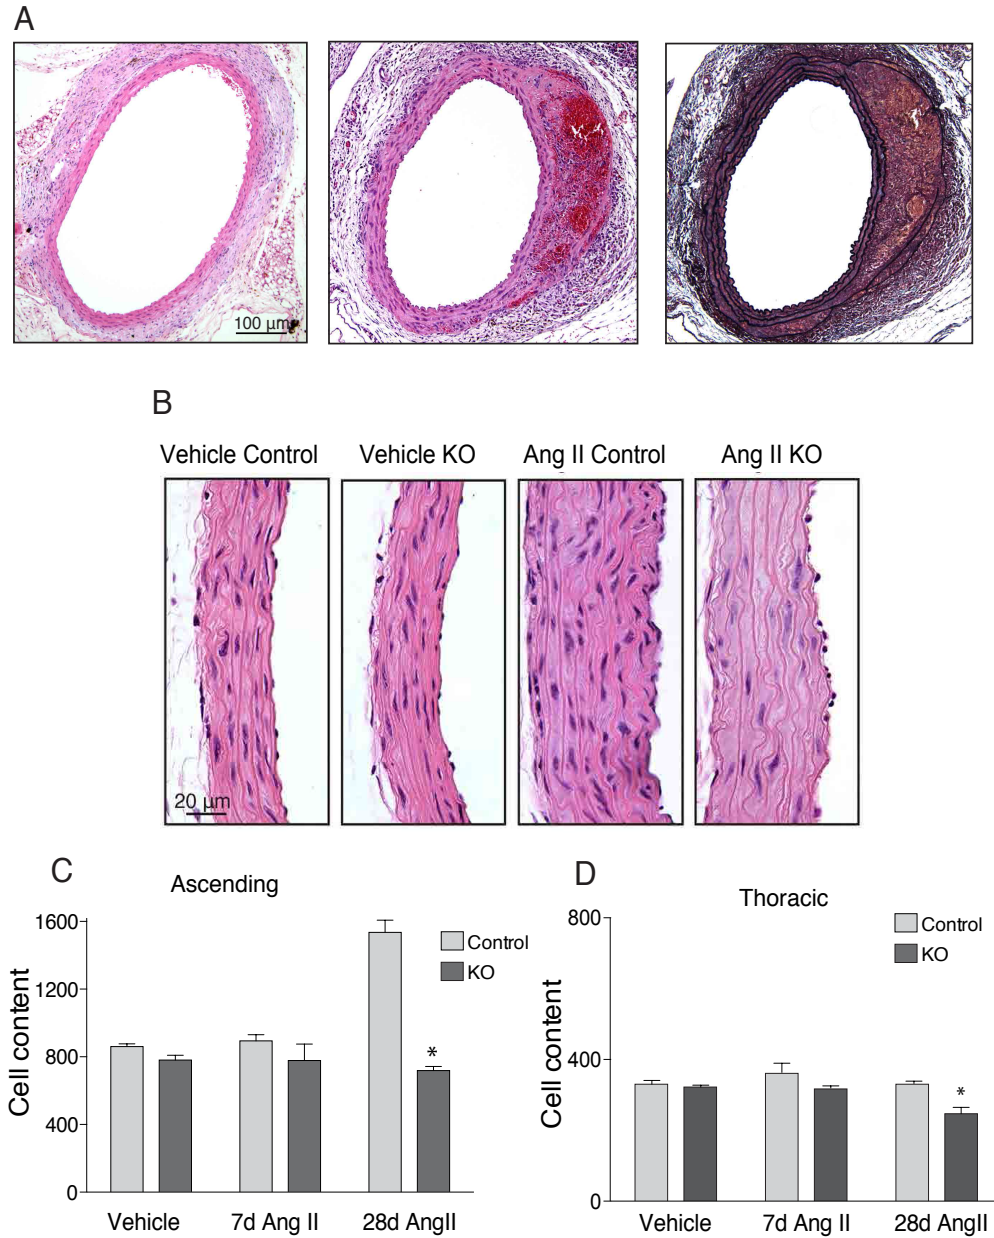 A
100 μm
B
Vehicle Control
Vehicle KO
Ang II Control
Ang II KO
20 μm
C
Ascending
1600
1200
800
400
0
Cell content
Control
KO
*
Vehicle
7d Ang II
28d AngII
D
Thoracic
800
400
0
Cell content
Control
KO
*
Vehicle
7d Ang II
28d AngII